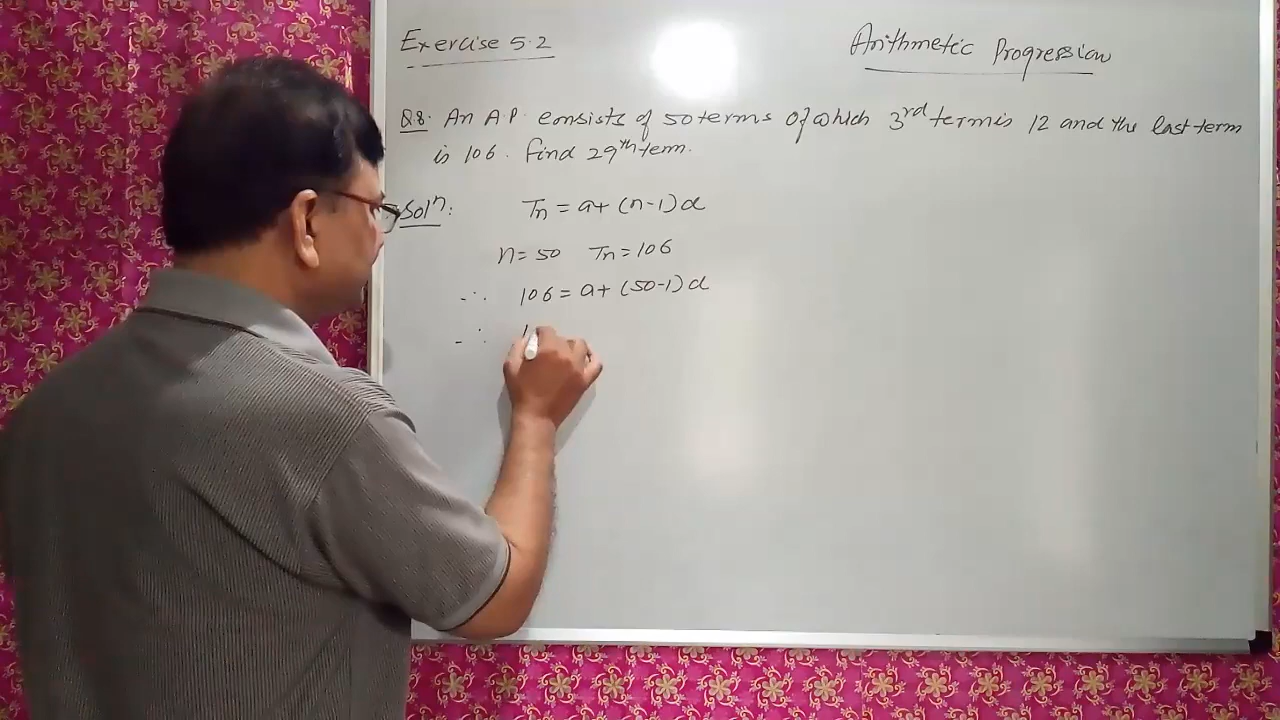 Exercise 5.2
Arithmetic Progression
Q8. An A.P. consists of 50 terms of which 3rd term is 12 and the last term
is 106. find 29th term.
Solⁿ: Tn = a+(n-1)d
n=50 Tn=106
∴ 106 = a+(50-1)d
∴ 1